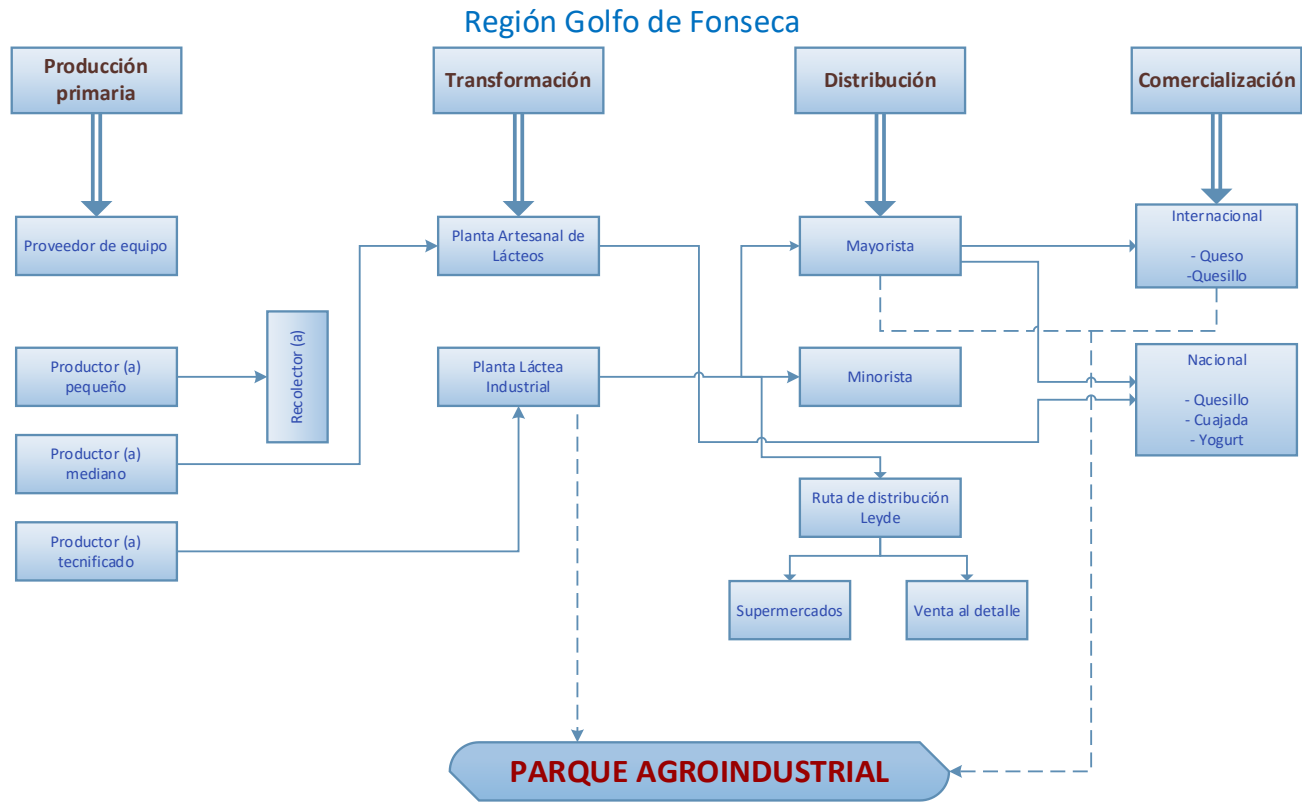 Región Golfo de Fonseca
Producción
primaria
Transformación
Distribución
Comercialización
Proveedor de equipo
Planta Artesanal de
Lácteos
Mayorista
Internacional
- Queso
-Quesillo
Productor (a)
pequeño
Recolector (a)
Planta Láctea
Industrial
Minorista
Nacional
- Quesillo
- Cuajada
- Yogurt
Productor (a)
mediano
Productor (a)
tecnificado
Ruta de distribución
Leyde
Supermercados
Venta al detalle
PARQUE AGROINDUSTRIAL